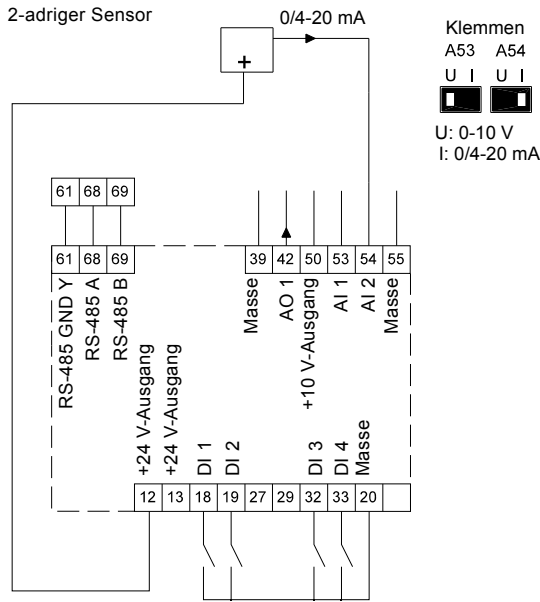 2-adriger Sensor
0/4-20 mA
+
Klemmen
A53 A54
U I U I
U: 0-10 V
I: 0/4-20 mA
61 68 69
61 68 69
39 42 50 53 54 55
RS-485 GND Y
RS-485 A
RS-485 B
Masse
AO 1
+10 V-Ausgang
AI 1
AI 2
Masse
+24 V-Ausgang
+24 V-Ausgang
DI 1
DI 2
DI 3
DI 4
Masse
12 13 18 19 27 29 32 33 20